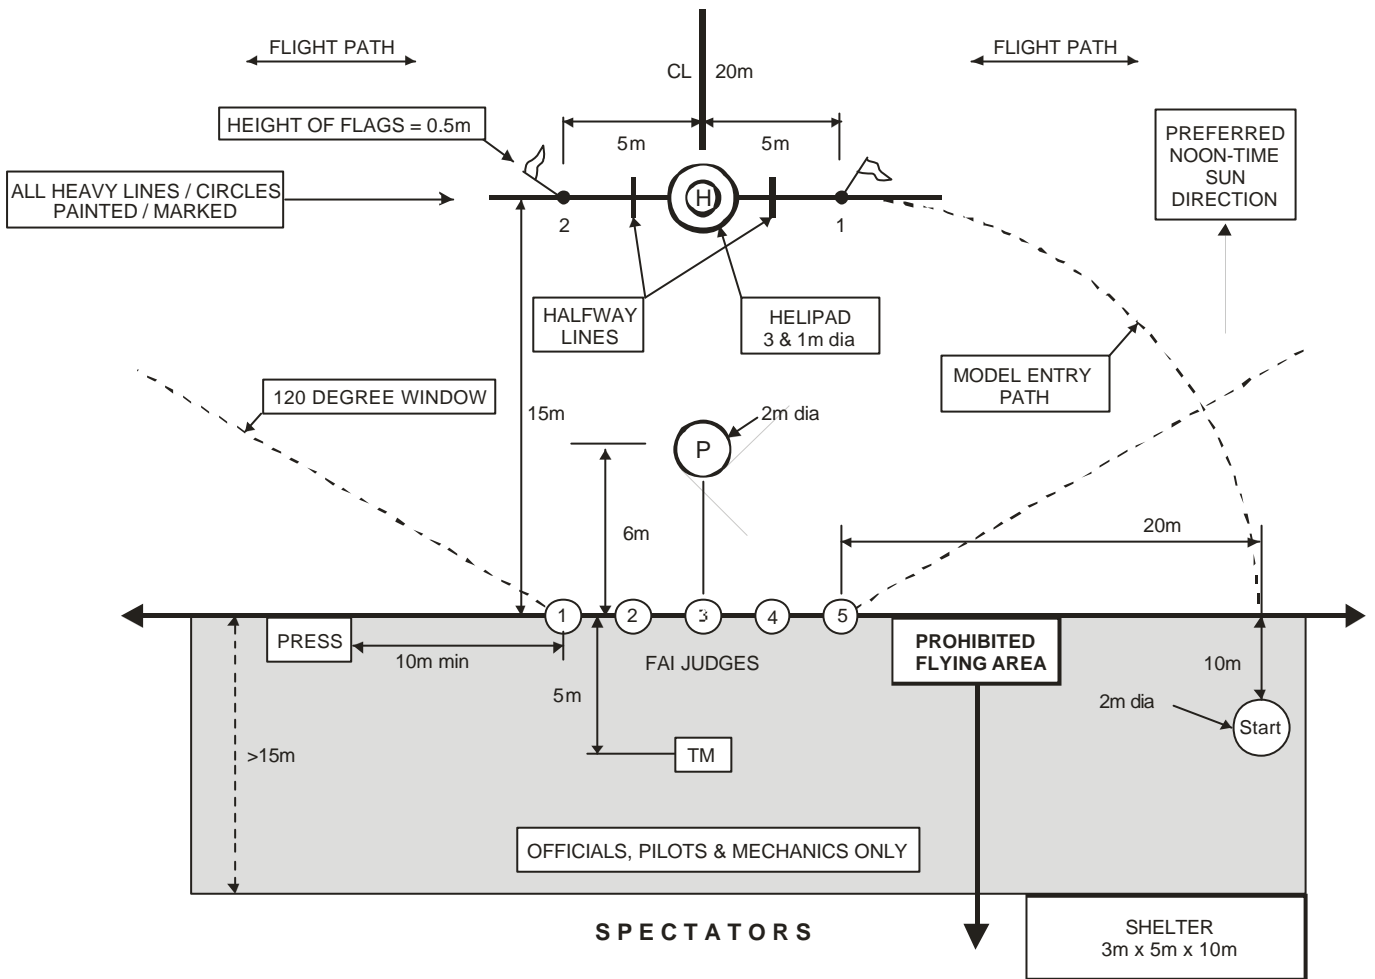 FLIGHT PATH
FLIGHT PATH
CL
20m
HEIGHT OF FLAGS = 0.5m
5m
5m
PREFERRED
NOON-TIME
SUN
DIRECTION
ALL HEAVY LINES / CIRCLES
PAINTED / MARKED
H
2
1
HALFWAY
LINES
HELIPAD
3 & 1m dia
MODEL ENTRY
PATH
120 DEGREE WINDOW
15m
2m dia
P
6m
20m
1
2
3
4
5
PRESS
10m min
FAI JUDGES
PROHIBITED
FLYING AREA
10m
5m
2m dia
Start
>15m
TM
OFFICIALS, PILOTS & MECHANICS ONLY
SPECTATORS
SHELTER
3m x 5m x 10m